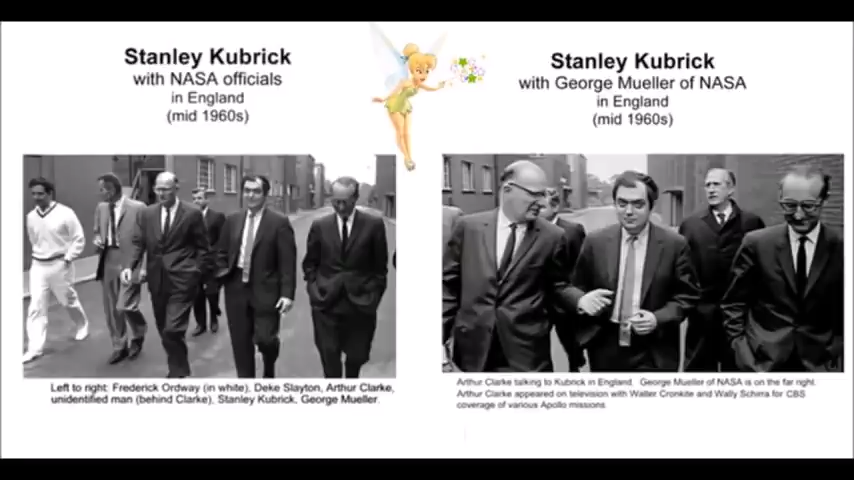 Stanley Kubrick
with NASA officials
in England
(mid 1960s)
Left to right: Frederick Ordway (in white), Deke Slayton, Arthur Clarke,
unidentified man (behind Clarke), Stanley Kubrick, George Mueller.
Stanley Kubrick
with George Mueller of NASA
in England
(mid 1960s)
Arthur Clarke talking to Kubrick in England. George Mueller of NASA is on the far right.
Arthur Clarke appeared on television with Walter Cronkite and Wally Schirra for CBS
coverage of various Apollo missions.